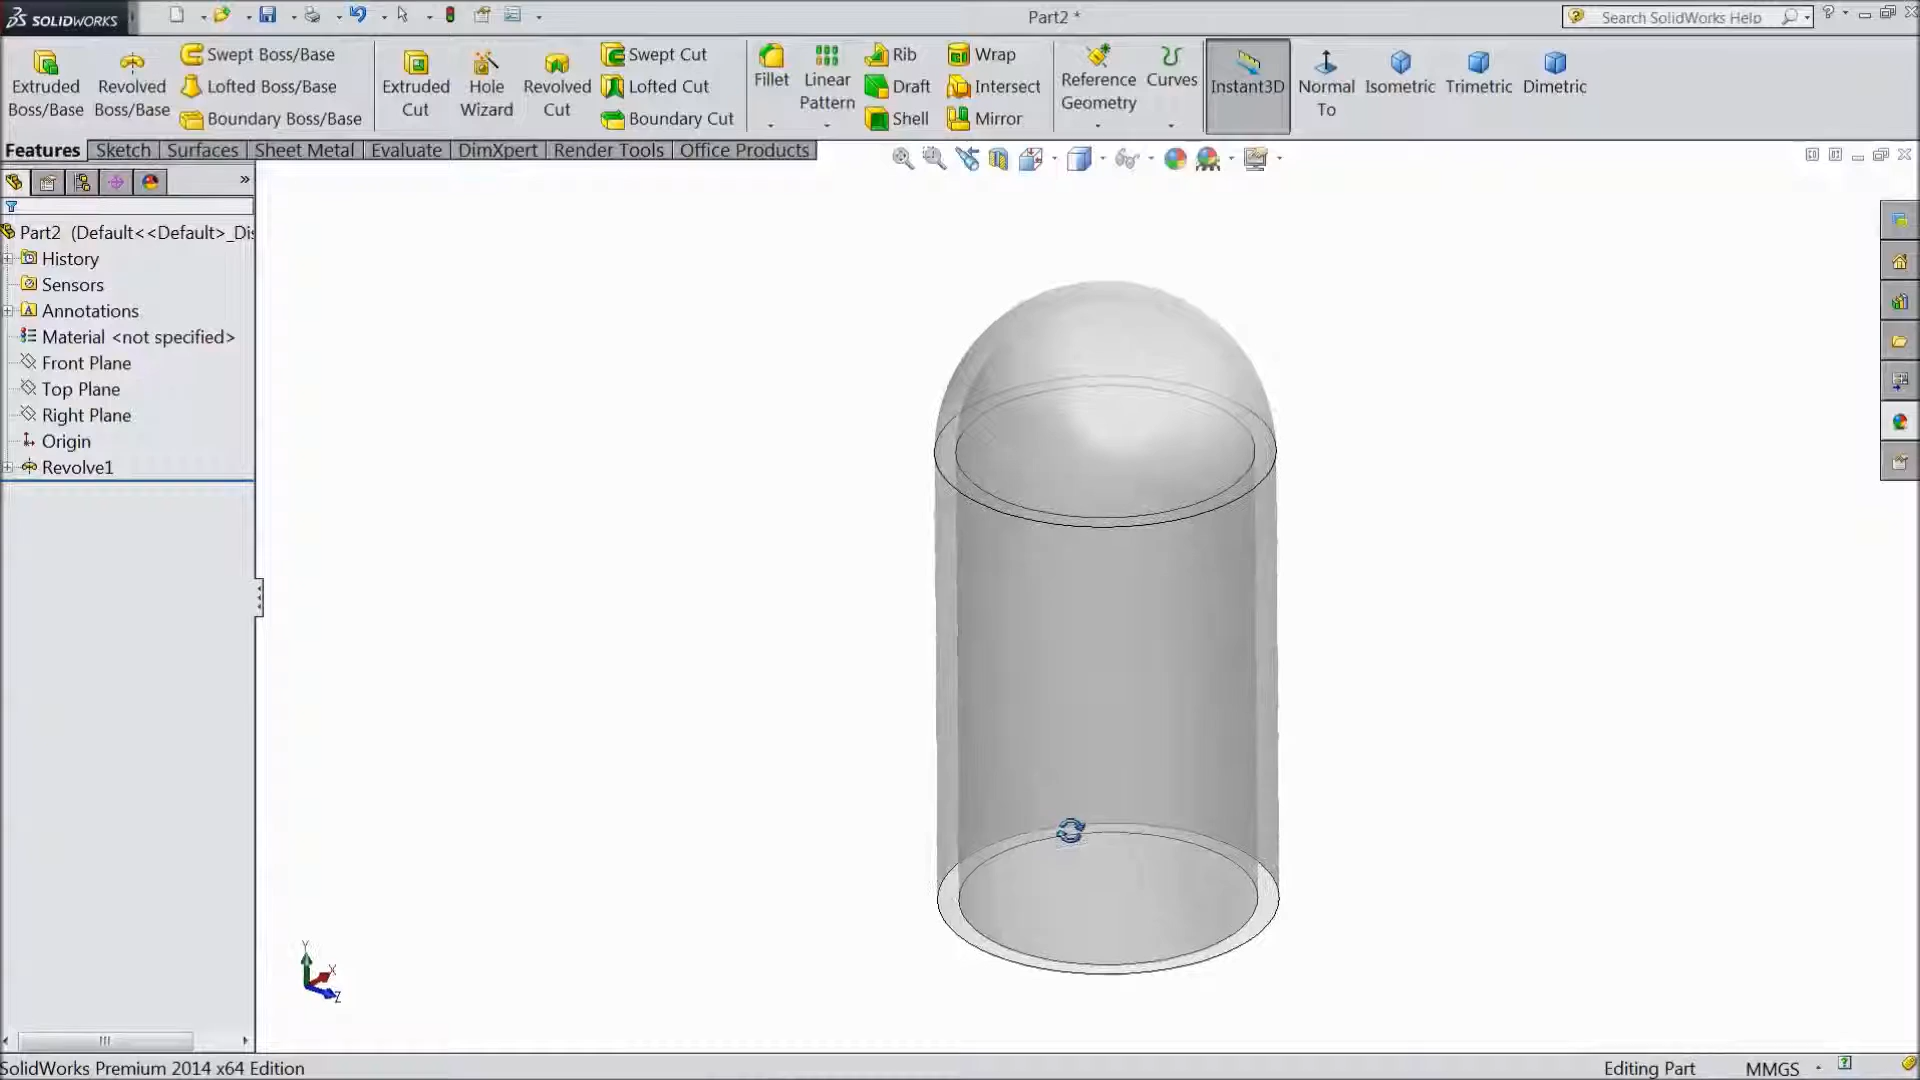 SOLIDWORKS
Part2 *
Search SolidWorks Help
Extruded Boss/Base
Revolved Boss/Base
Swept Boss/Base
Lofted Boss/Base
Boundary Boss/Base
Extruded Cut
Hole Wizard
Revolved Cut
Swept Cut
Lofted Cut
Boundary Cut
Fillet
Linear Pattern
Rib
Draft
Shell
Wrap
Intersect
Mirror
Reference Geometry
Curves
Instant3D
Normal To
Isometric
Trimetric
Dimetric
Features
Sketch
Surfaces
Sheet Metal
Evaluate
DimXpert
Render Tools
Office Products
Part2 (Default<<Default>_Dis
History
Sensors
Annotations
Material <not specified>
Front Plane
Top Plane
Right Plane
Origin
Revolve1
Y
X
Z
SolidWorks Premium 2014 x64 Edition
Editing Part
MMGS